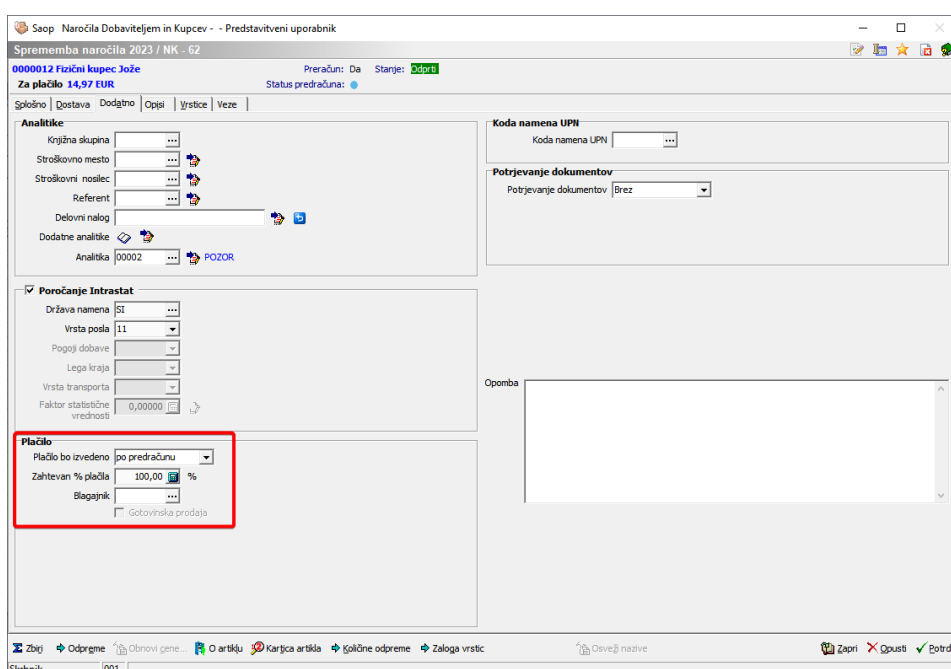 Saop Naročila Dobaviteljem in Kupcev - - Predstavitveni uporabnik
Sprememba naročila 2023 / NK - 62
0000012 Fizični kupec Jože Preračun: Da Stanje: Odprti
Za plačilo 14,97 EUR Status predračuna:
Splošno Dostava Dodatno Opisi Vrstice Veze
Analitike
Knjižna skupina
Stroškovno mesto
Stroškovni nosilec
Referent
Delovni nalog
Dodatne analitike
Analitika 00002 POZOR
Koda namena UPN
Koda namena UPN
Potrjevanje dokumentov
Potrjevanje dokumentov Brez
Poročanje Intrastat
Država namena SI
Vrsta posla 11
Pogoji dobave
Lega kraja
Vrsta transporta
Faktor statistične
vrednosti 0,00000
Opomba
Plačilo
Plačilo bo izvedeno po predračunu
Zahtevan % plačila 100,00 %
Blagajnik
Gotovinska prodaja
Zbirj Odpreme Obnovi cene... O artiklu Kartica artikla Količine odpreme Zaloga vrstic Osveži nazive Zapri Opusti Potrd
Skrbnik 001